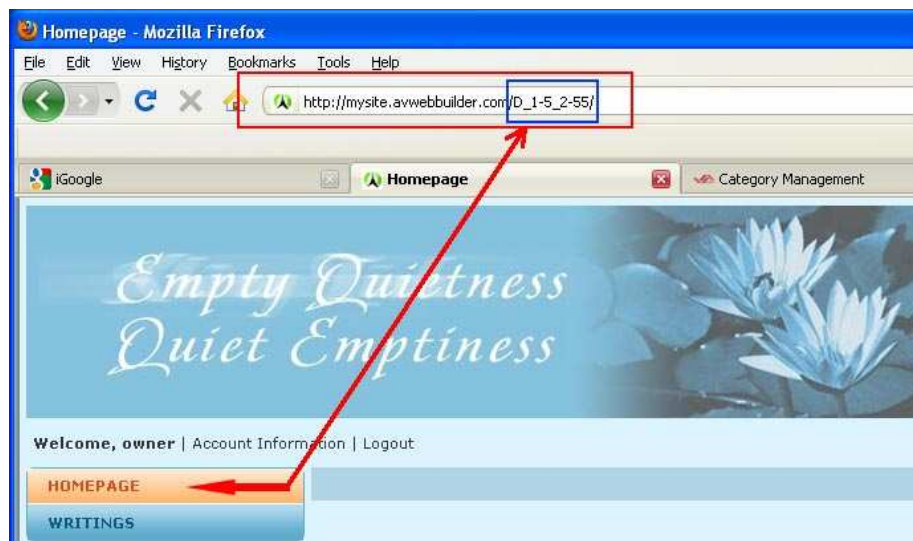 Homepage - Mozilla Firefox
File Edit View History Bookmarks Tools Help
http://mysite.avwebbuilder.com/D_1-5_2-55/
iGoogle Homepage Category Management
Empty Quietness
Quiet Emptiness
Welcome, owner | Account Information | Logout
HOMEPAGE
WRITINGS